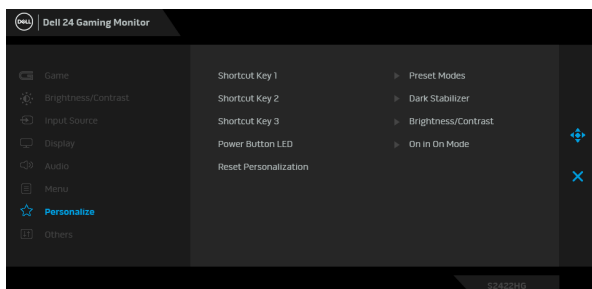 DELL Dell 24 Gaming Monitor
Game
Brightness/Contrast
Input Source
Display
Audio
Menu
Personalize
Others
Shortcut Key 1 Preset Modes
Shortcut Key 2 Dark Stabilizer
Shortcut Key 3 Brightness/Contrast
Power Button LED On in On Mode
Reset Personalization
S2422HG